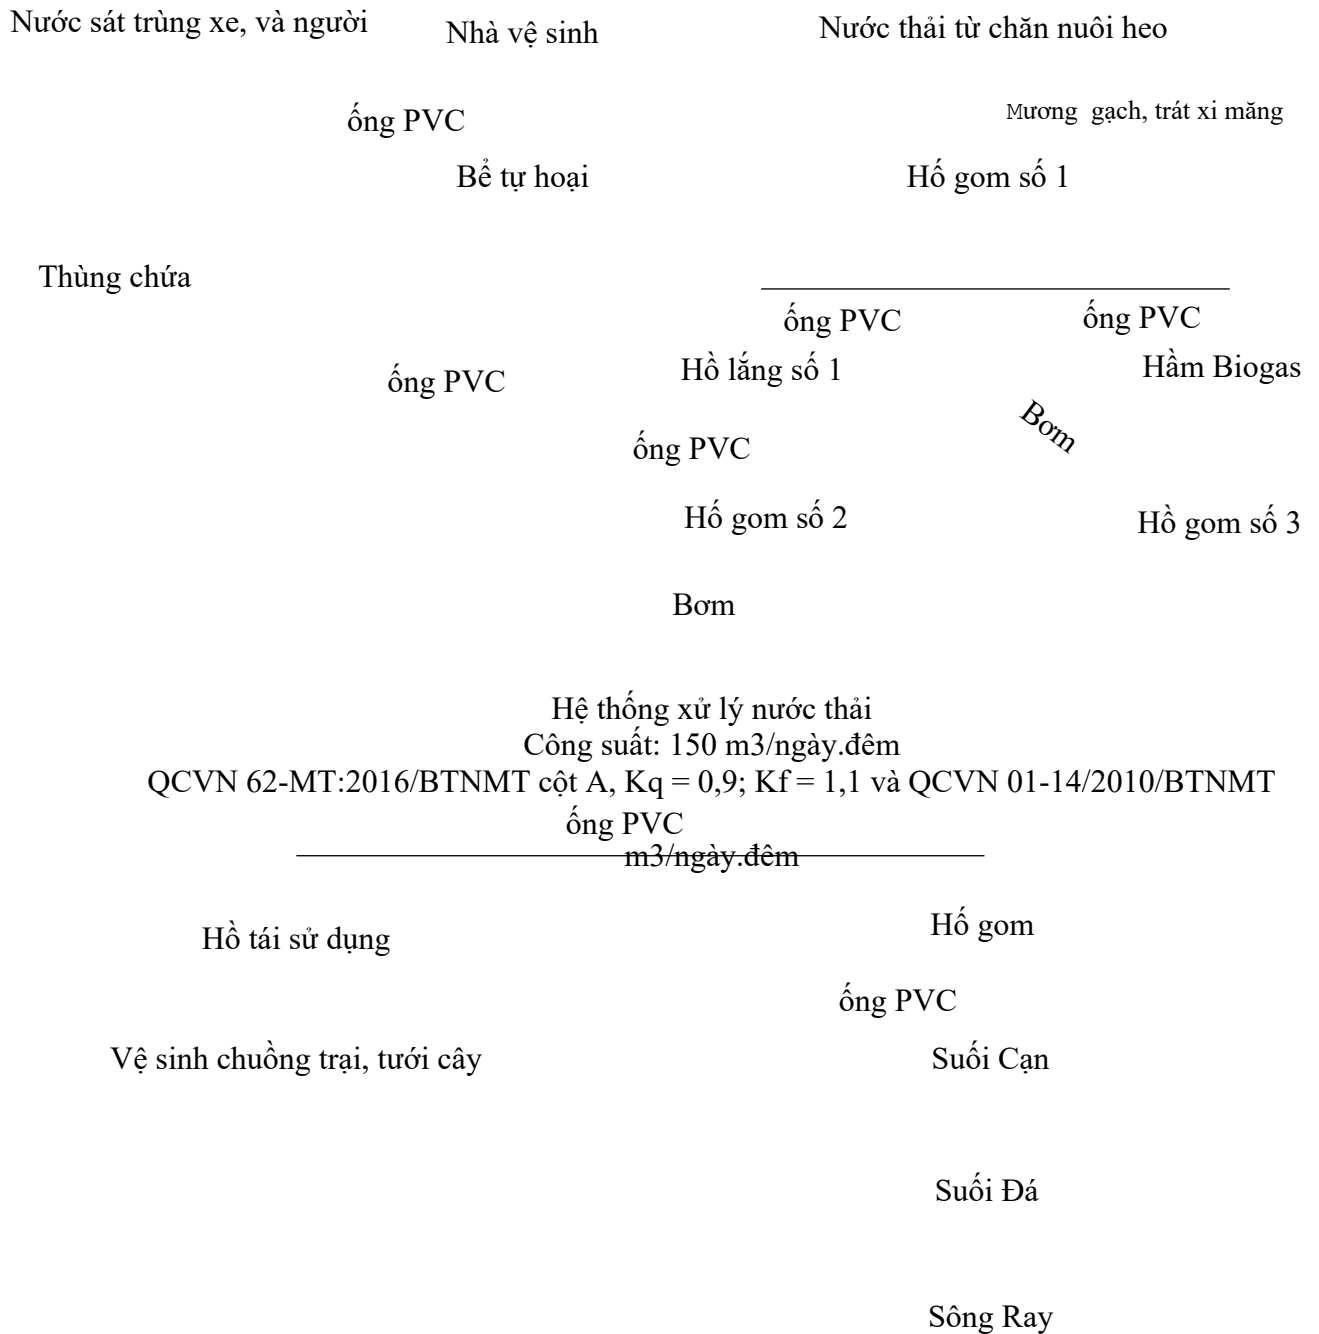 Nước sát trùng xe, và người
Nhà vệ sinh
Nước thải từ chăn nuôi heo
ống PVC
Mương gạch, trát xi măng
Bể tự hoại
Hố gom số 1
Thùng chứa
ống PVC
ống PVC
ống PVC
Hồ lắng số 1
Hầm Biogas
Bơm
ống PVC
Hố gom số 2
Hồ gom số 3
Bơm
Hệ thống xử lý nước thải
Công suất: 150 m3/ngày.đêm
QCVN 62-MT:2016/BTNMT cột A, Kq = 0,9; Kf = 1,1 và QCVN 01-14/2010/BTNMT
ống PVC
m3/ngày.đêm
Hồ tái sử dụng
Hố gom
ống PVC
Vệ sinh chuồng trại, tưới cây
Suối Cạn
Suối Đá
Sông Ray